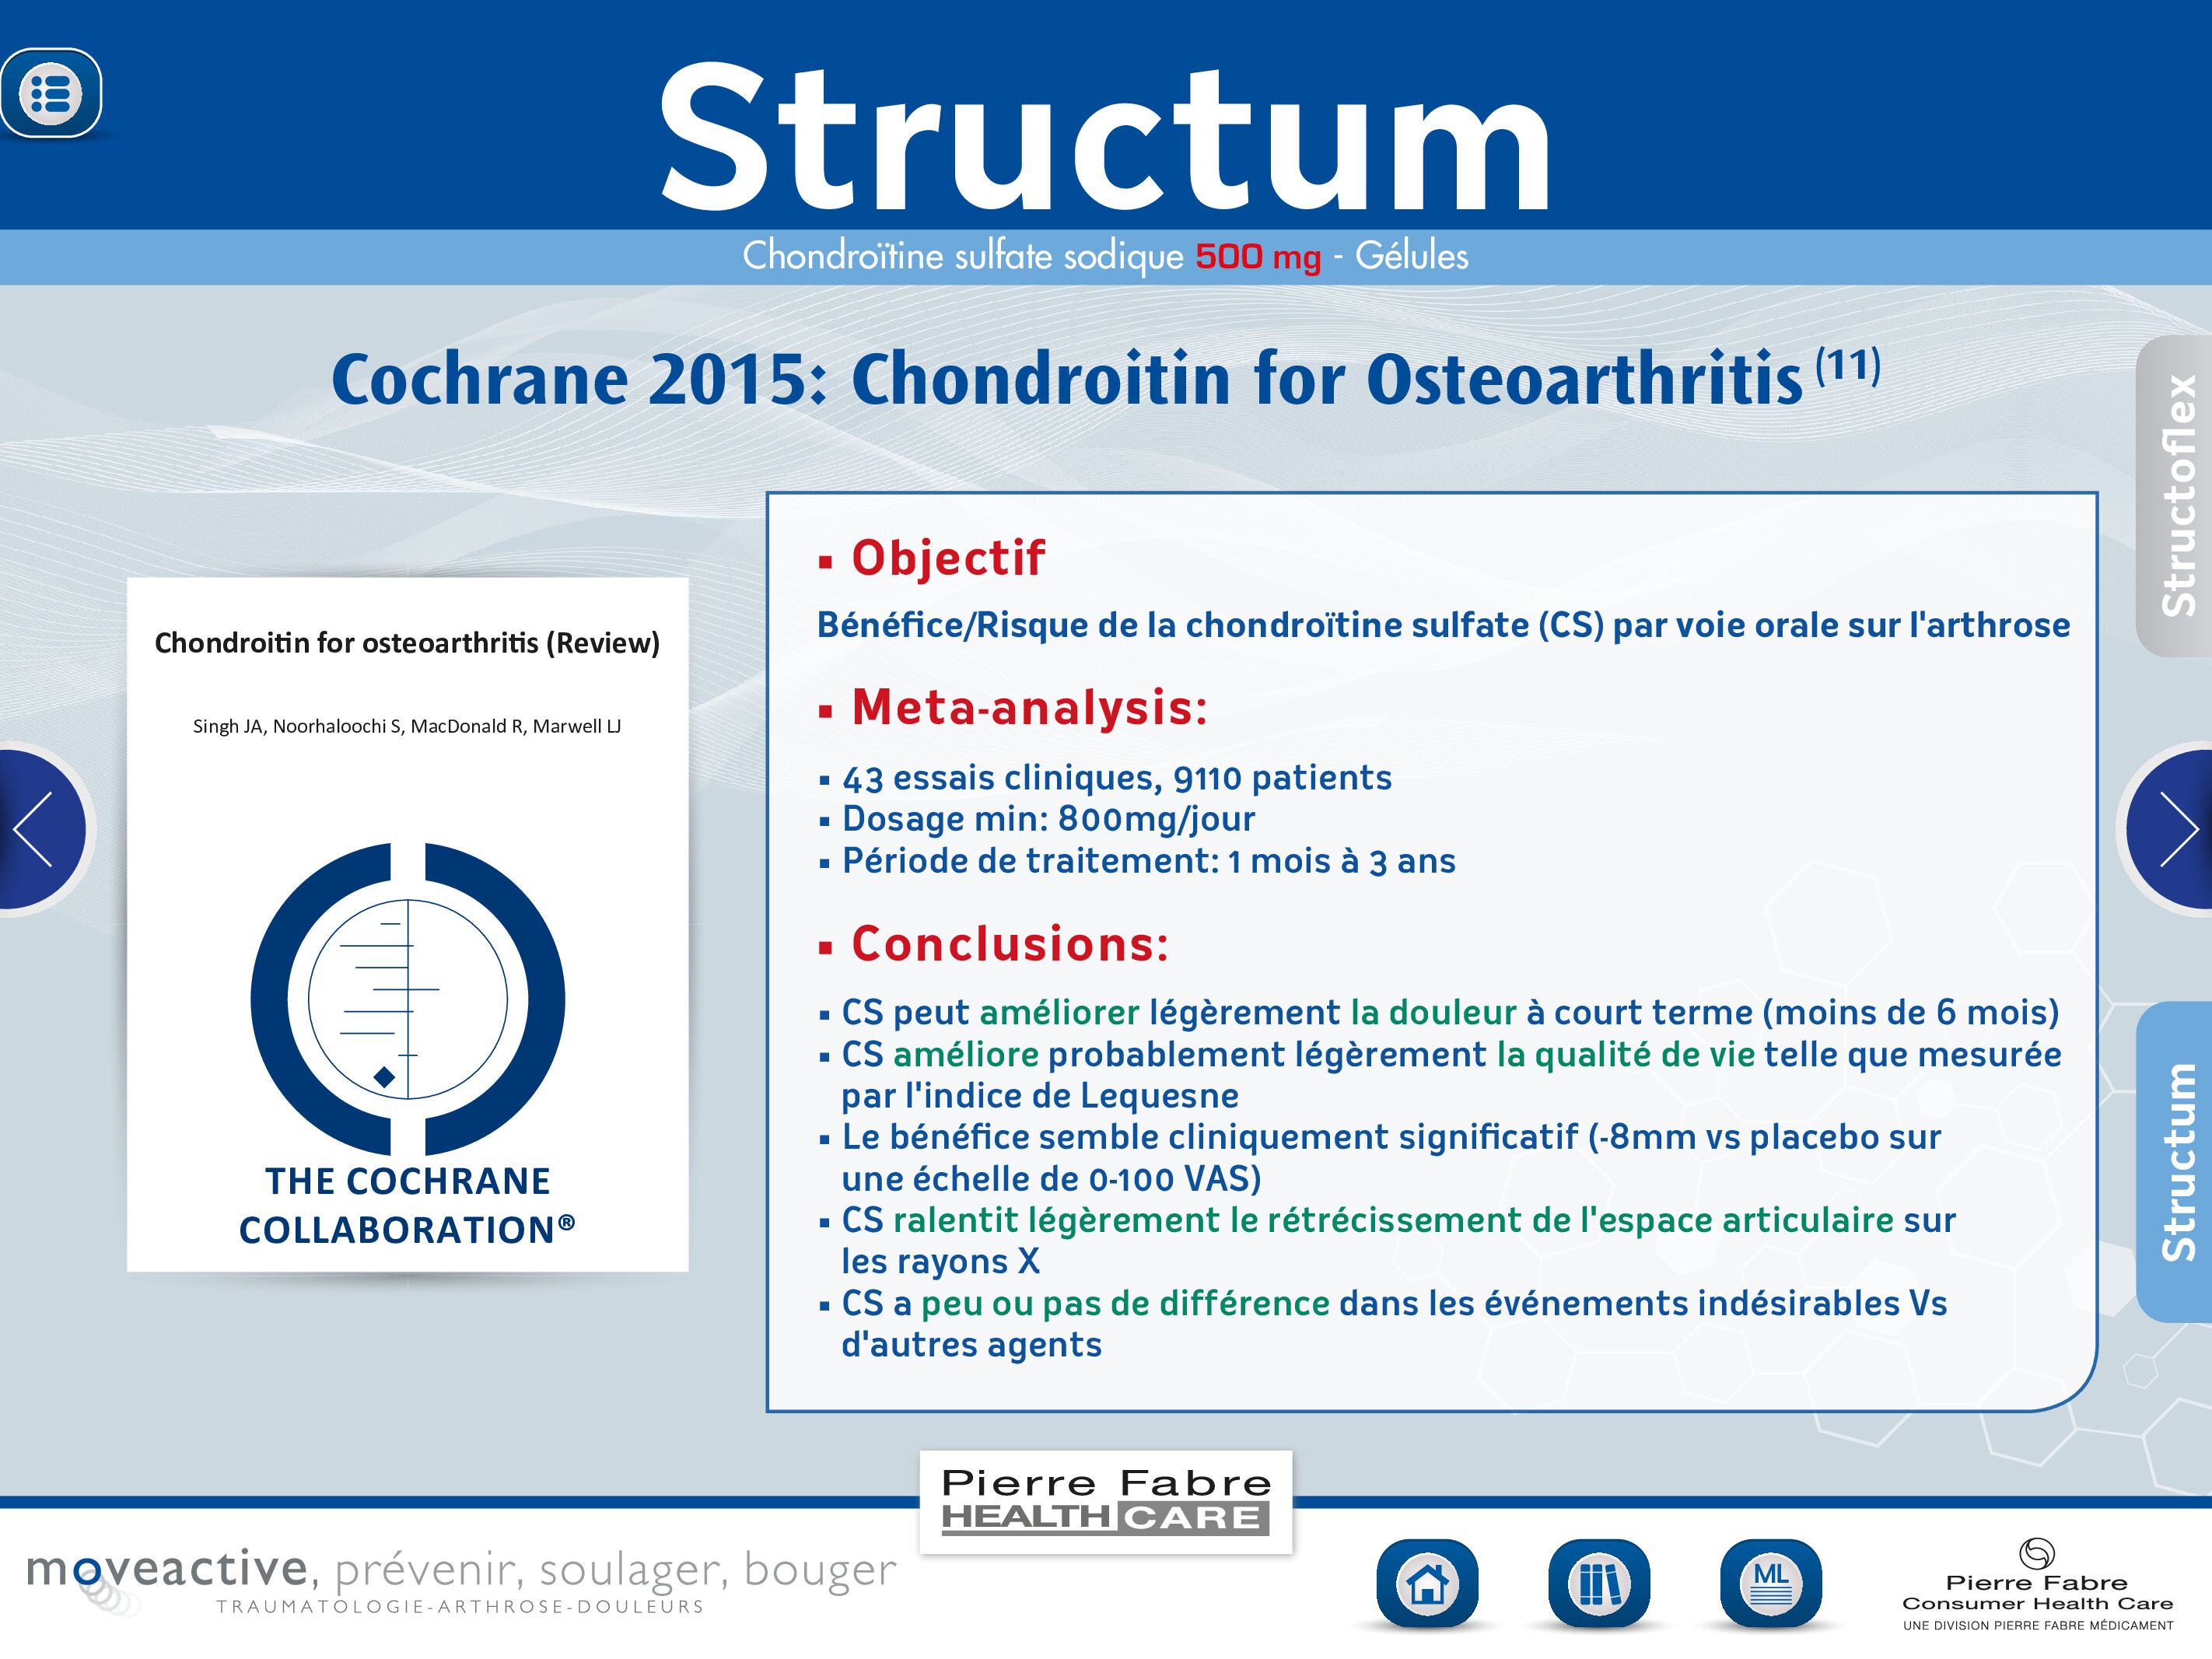 Structum
Chondroïtine sulfate sodique 500 mg - Gélules
Cochrane 2015: Chondroitin for Osteoarthritis (11)
Structoflex
Chondroitin for osteoarthritis (Review)
Singh JA, Noorhaloochi S, MacDonald R, Marwell LJ
THE COCHRANE
COLLABORATION®
▪ Objectif
Bénéfice/Risque de la chondroïtine sulfate (CS) par voie orale sur l'arthrose
▪ Meta-analysis:
▪ 43 essais cliniques, 9110 patients
▪ Dosage min: 800mg/jour
▪ Période de traitement: 1 mois à 3 ans
▪ Conclusions:
▪ CS peut améliorer légèrement la douleur à court terme (moins de 6 mois)
▪ CS améliore probablement légèrement la qualité de vie telle que mesurée
par l'indice de Lequesne
▪ Le bénéfice semble cliniquement significatif (-8mm vs placebo sur
une échelle de 0-100 VAS)
▪ CS ralentit légèrement le rétrécissement de l'espace articulaire sur
les rayons X
▪ CS a peu ou pas de différence dans les événements indésirables Vs
d'autres agents
Structum
Pierre Fabre
HEALTH CARE
moveactive, prévenir, soulager, bouger
TRAUMATOLOGIE-ARTHROSE-DOULEURS
ML
Pierre Fabre
Consumer Health Care
UNE DIVISION PIERRE FABRE MÉDICAMENT